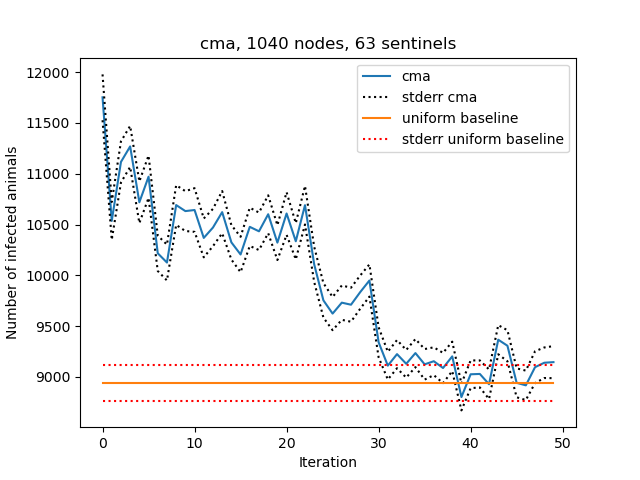 cma, 1040 nodes, 63 sentinels
cma
stderr cma
uniform baseline
stderr uniform baseline
Number of infected animals
12000
11500
11000
10500
10000
9500
9000
0 10 20 30 40 50
Iteration